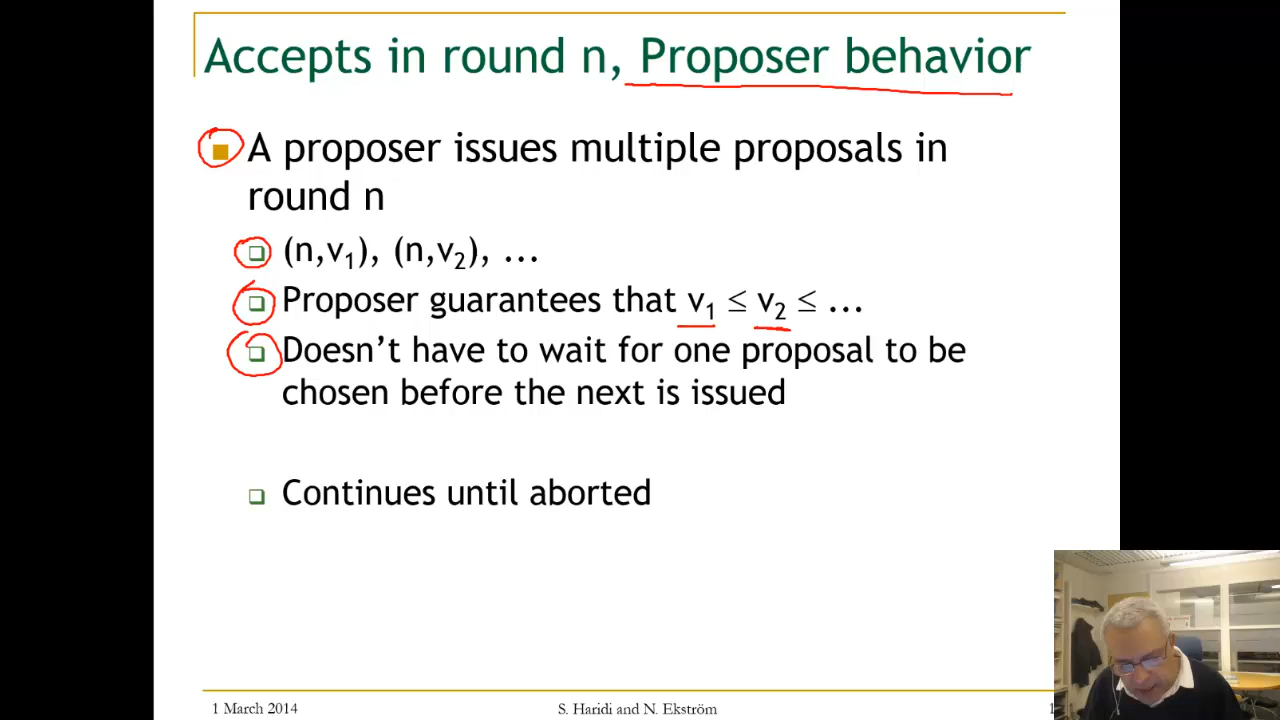 Accepts in round n, Proposer behavior
A proposer issues multiple proposals in
round n
(n,v₁), (n,v₂), ...
Proposer guarantees that v₁ ≤ v₂ ≤ ...
Doesn't have to wait for one proposal to be
chosen before the next is issued
Continues until aborted
1 March 2014
S. Haridi and N. Ekström